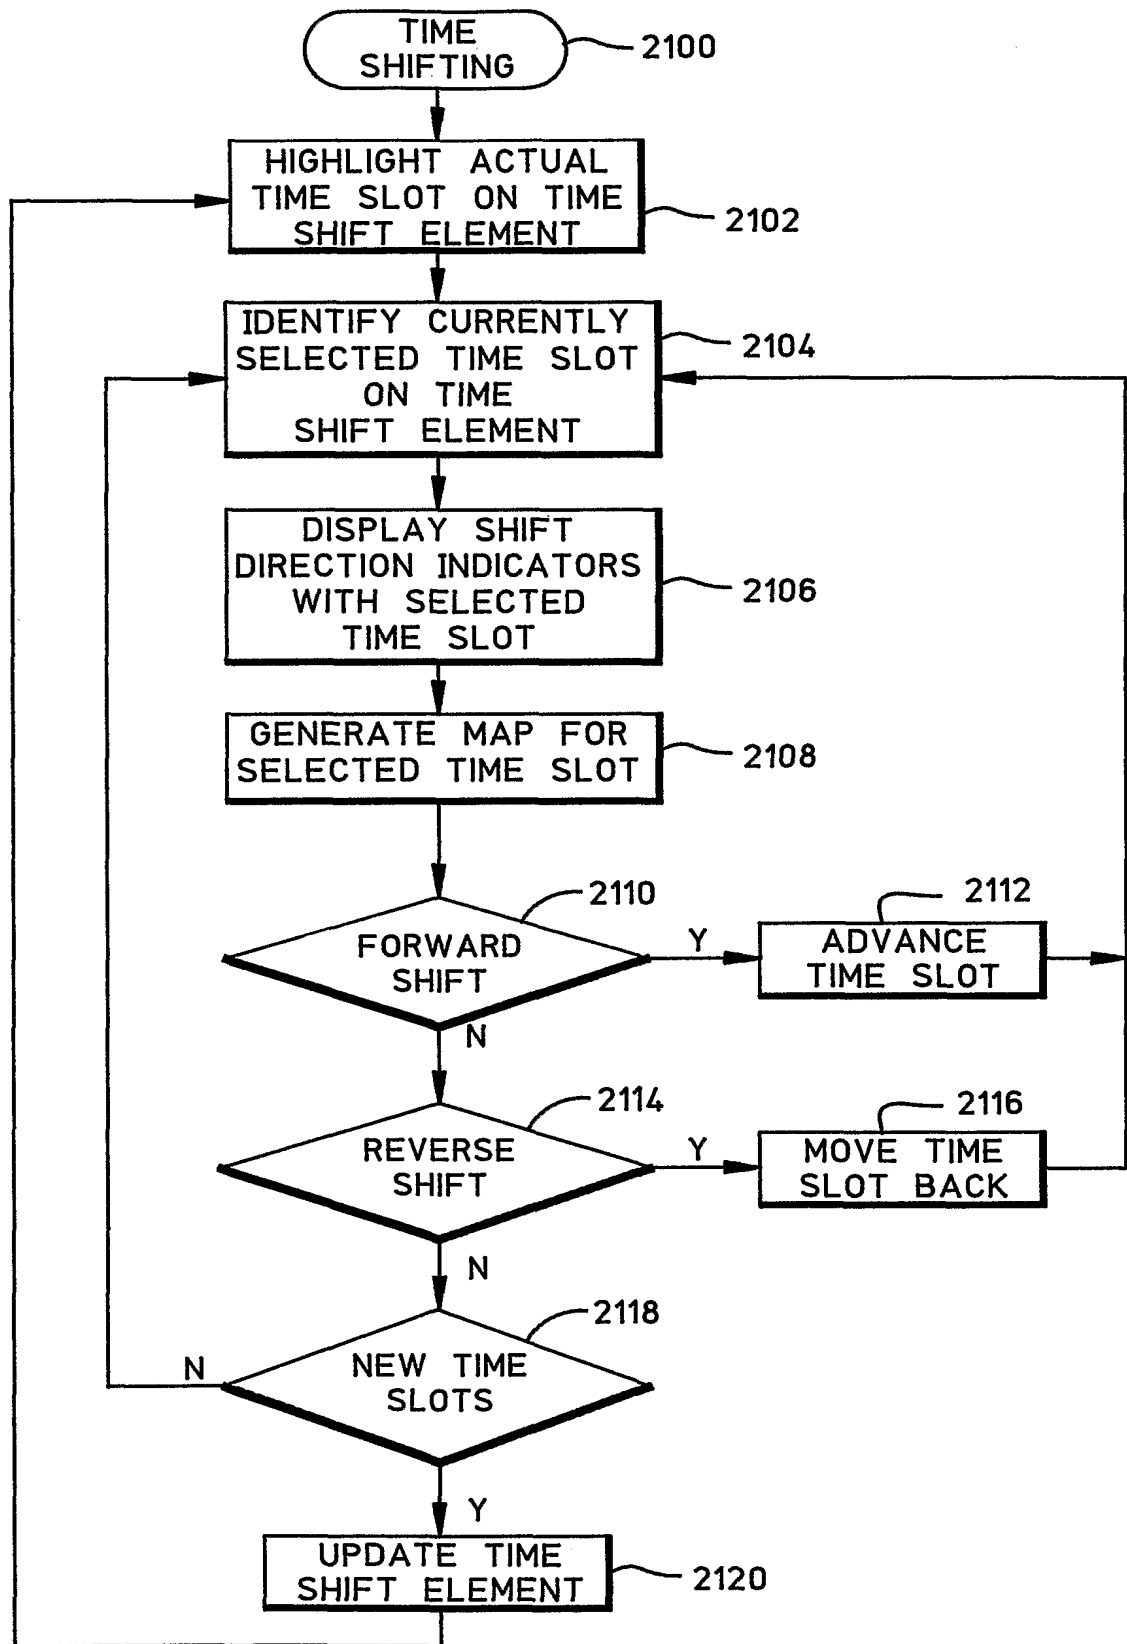 TIME
SHIFTING
2100
HIGHLIGHT ACTUAL
TIME SLOT ON TIME
SHIFT ELEMENT
2102
IDENTIFY CURRENTLY
SELECTED TIME SLOT
ON TIME
SHIFT ELEMENT
2104
DISPLAY SHIFT
DIRECTION INDICATORS
WITH SELECTED
TIME SLOT
2106
GENERATE MAP FOR
SELECTED TIME SLOT
2108
FORWARD
SHIFT
2110
Y
ADVANCE
TIME SLOT
2112
N
REVERSE
SHIFT
2114
Y
MOVE TIME
SLOT BACK
2116
N
NEW TIME
SLOTS
2118
N
Y
UPDATE TIME
SHIFT ELEMENT
2120